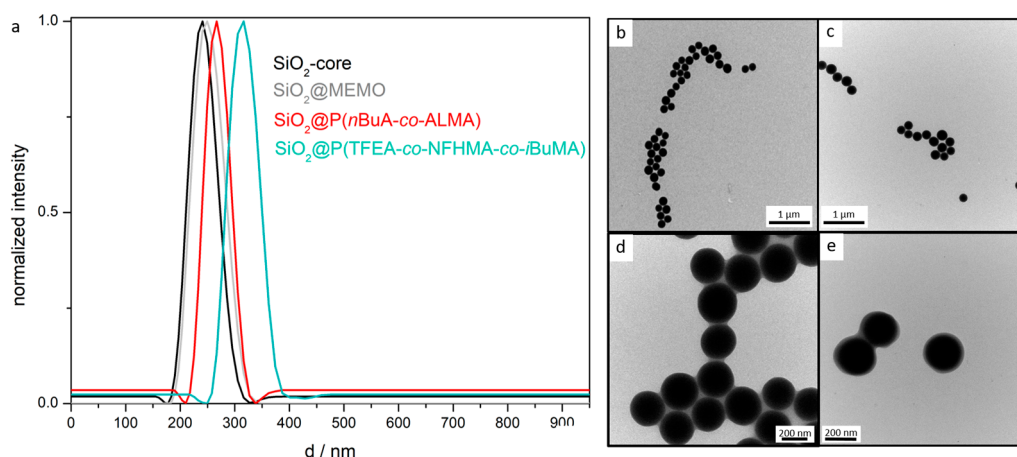 a
1.0
0.5
0.0
normalized intensity
SiO2-core
SiO2@MEMO
SiO2@P(nBuA-co-ALMA)
SiO2@P(TFEA-co-NFHMA-co-iBuMA)
0 100 200 300 400 500 600 700 800 900
d / nm
b
1 µm
c
1 µm
d
200 nm
e
200 nm